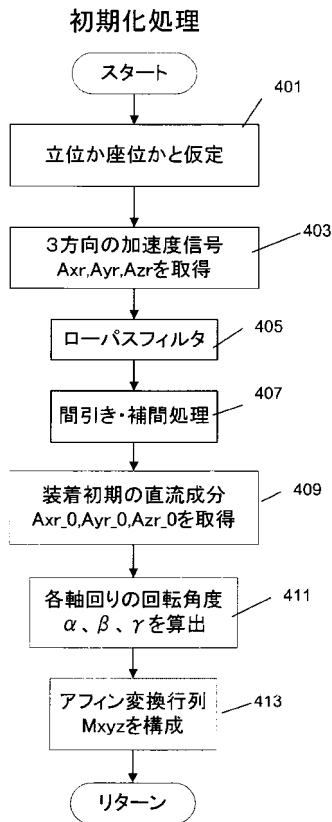 初期化処理
スタート
401
立位か座位かと仮定
3方向の加速度信号
Axr,Ayr,Azrを取得
403
ローパスフィルタ
405
間引き・補間処理
407
装着初期の直流成分
Axr_0,Ayr_0,Azr_0を取得
409
各軸回りの回転角度
α、β、γを算出
411
アフィン変換行列
Mxyzを構成
413
リターン